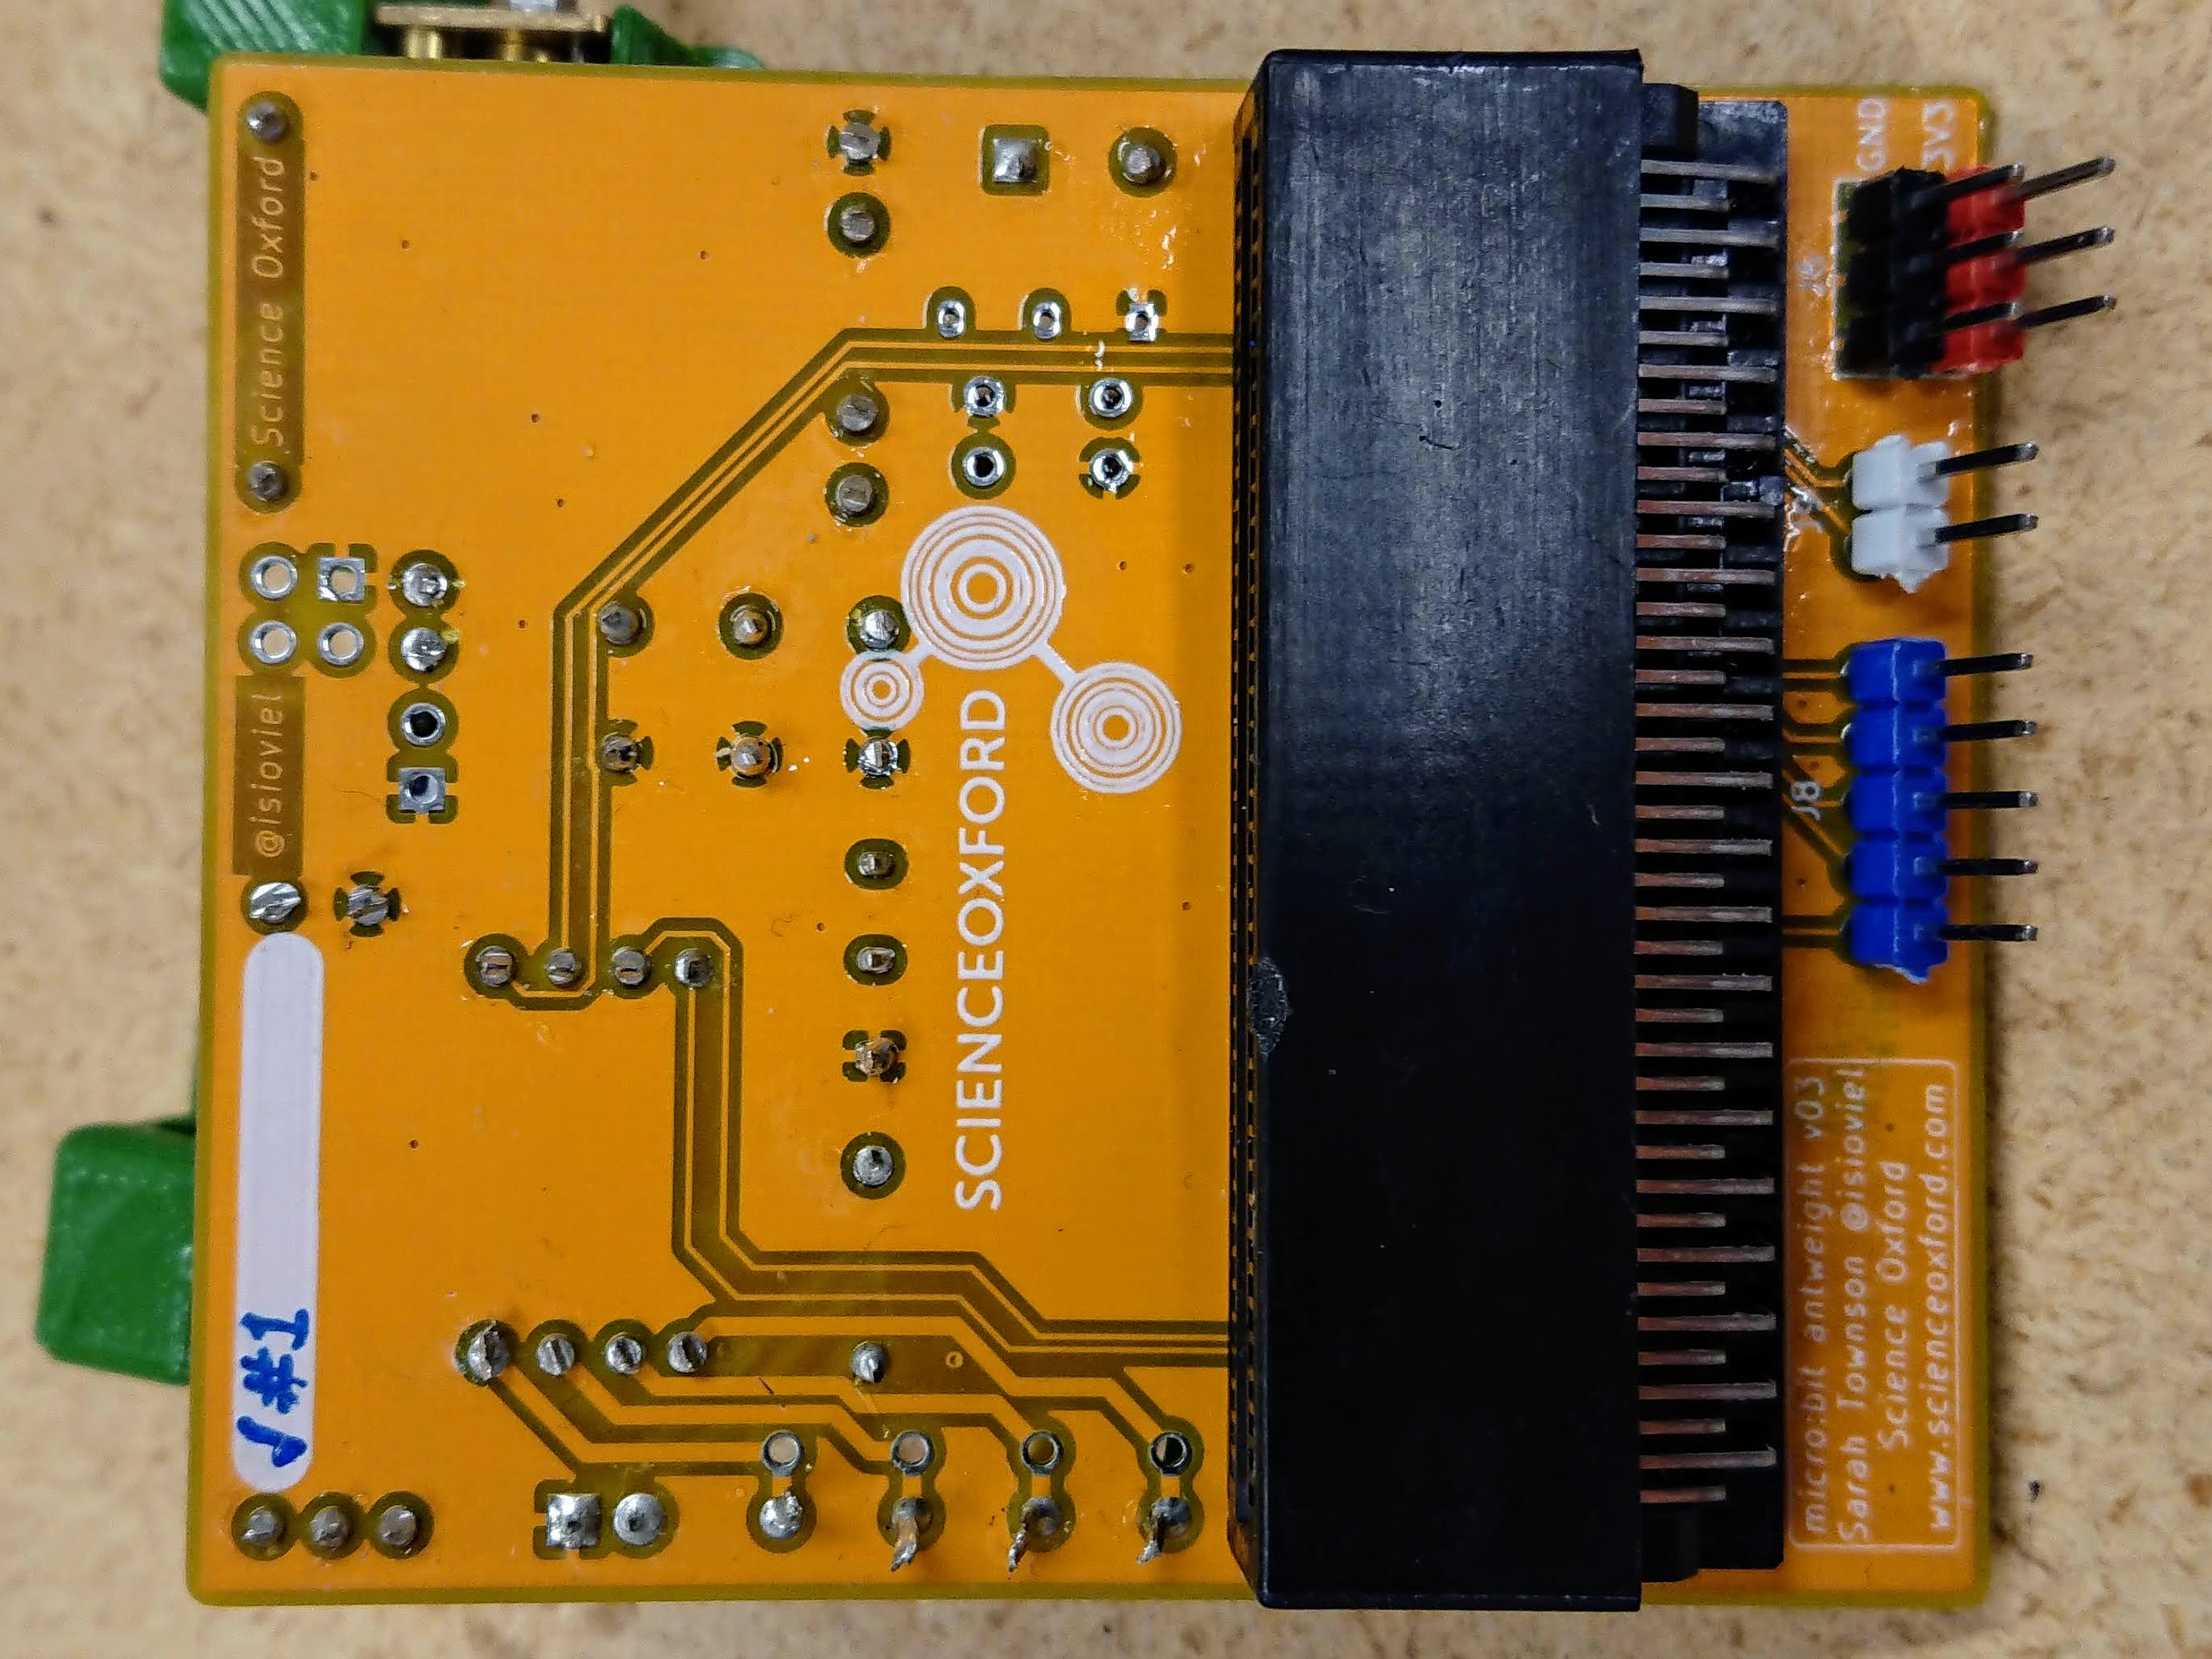 @isioviel
Science Oxford
√#1
SCIENCEOXFORD
GND
3V3
J8
micro:bit antweight v03
Sarah Townson @isioviel
Science Oxford
www.scienceoxford.com